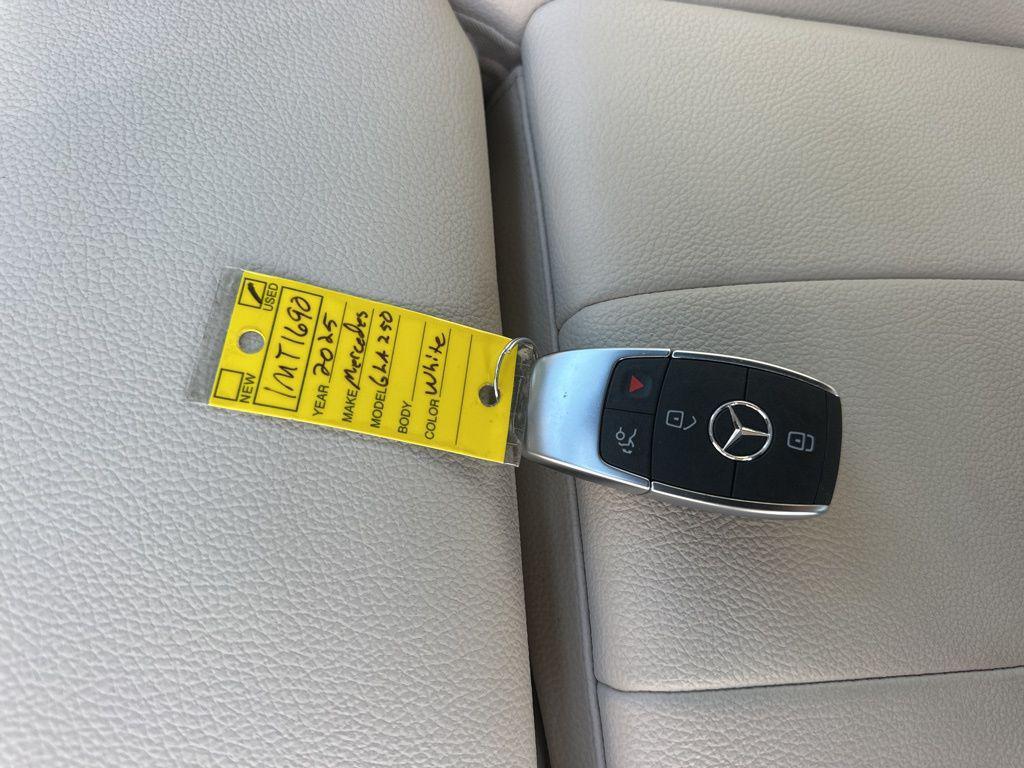 NEW USED
1MT1690
YEAR 2025
MAKE Mercedes
MODEL GLA 250
BODY
COLOR White